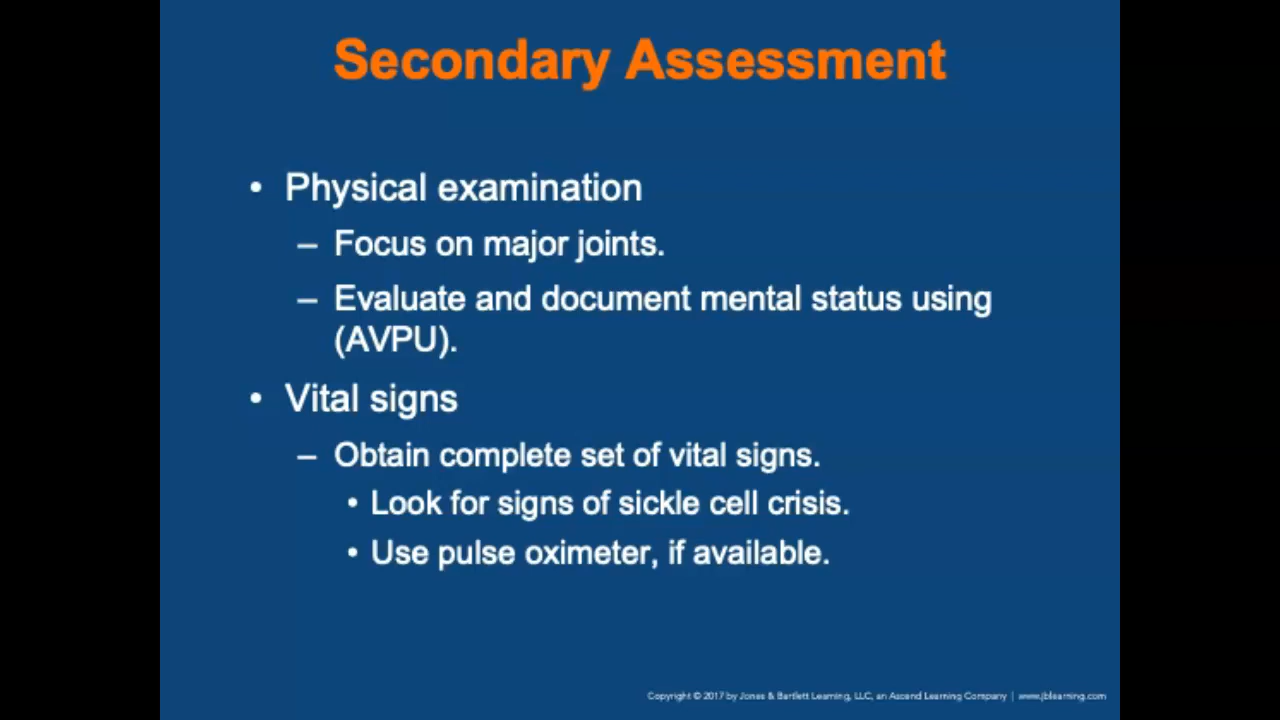 Secondary Assessment
• Physical examination
– Focus on major joints.
– Evaluate and document mental status using
(AVPU).
• Vital signs
– Obtain complete set of vital signs.
• Look for signs of sickle cell crisis.
• Use pulse oximeter, if available.
Copyright © 2017 by Jones & Bartlett Learning, LLC, an Ascend Learning Company | www.jblearning.com